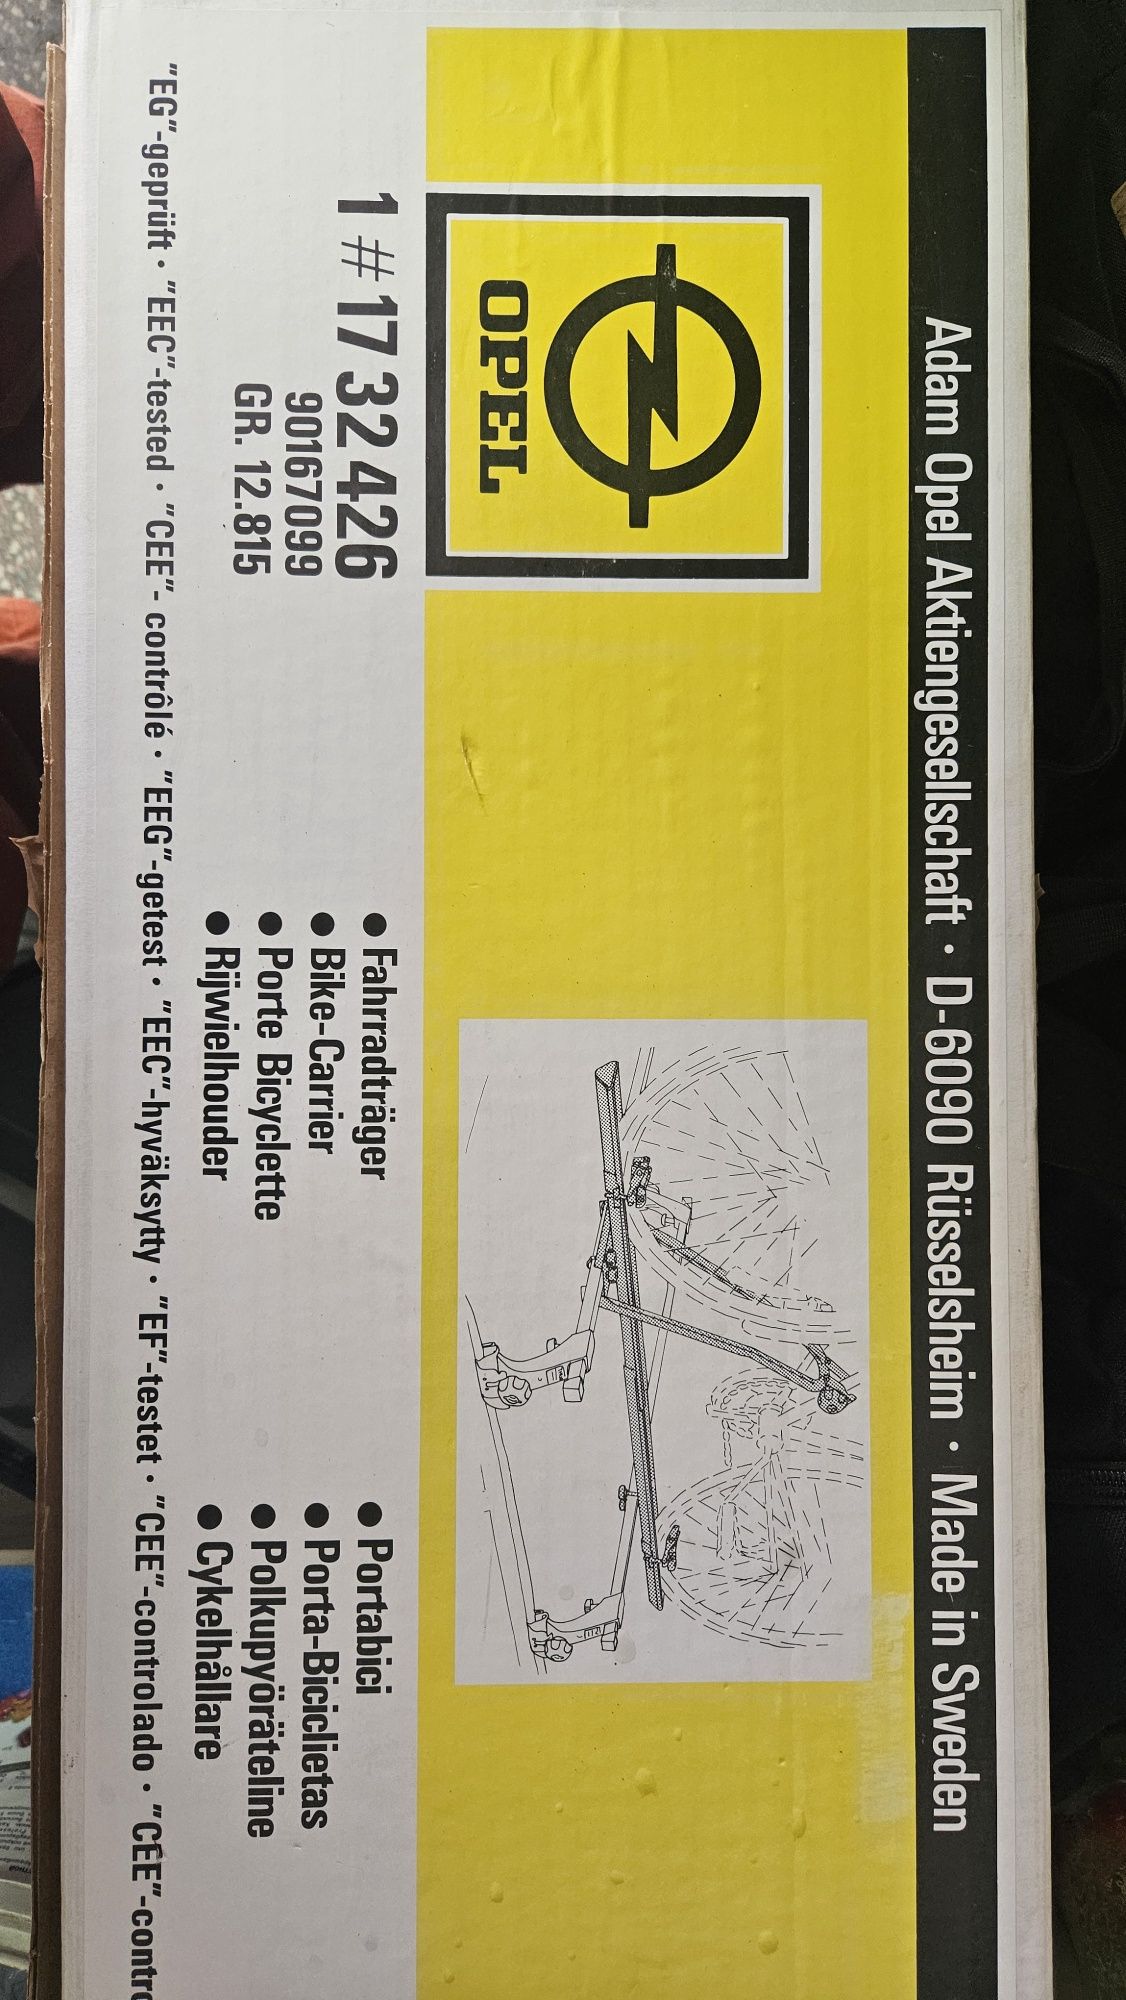 Adam Opel Aktiengesellschaft · D-6090 Rüsselsheim · Made in Sweden
OPEL
1 # 17 32 426
90167099
GR. 12.815
● Fahrradträger
● Bike-Carrier
● Porte Bicyclette
● Rijwielhouder
● Portabici
● Porta-Biciclietas
● Polkupyöräteline
● Cykelhållare
"EG"-geprüft · "EEC"-tested · "CEE"- contrôlé · "EEG"-getest · "EEC"-hyväksytty · "EF"-testet · "CEE"-controlado · "CEE"-contro